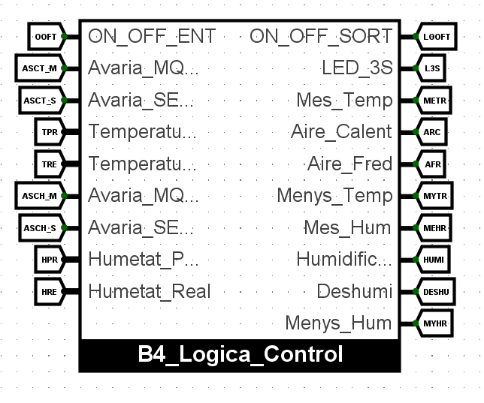 OOFT ON_OFF_ENT ON_OFF_SORT LOOFT
ASCT_M Avaria_MQ... LED_3S L3S
ASCT_S Avaria_SE... Mes_Temp METR
TPR Temperatu... Aire_Calent ARC
TRE Temperatu... Aire_Fred AFR
ASCH_M Avaria_MQ... Menys_Temp MYTR
ASCH_S Avaria_SE... Mes_Hum MEHR
HPR Humetat_P... Humidific... HUMI
HRE Humetat_Real Deshumi DESHU
Menys_Hum MYHR
B4_Logica_Control